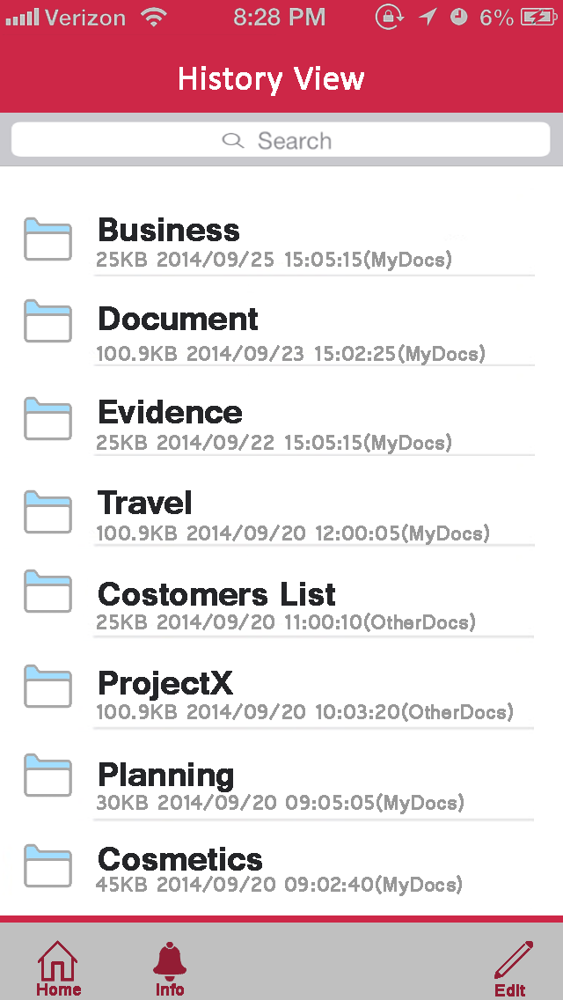 Verizon 8:28 PM 6%
History View
Search
Business
25KB 2014/09/25 15:05:15(MyDocs)
Document
100.9KB 2014/09/23 15:02:25(MyDocs)
Evidence
25KB 2014/09/22 15:05:15(MyDocs)
Travel
100.9KB 2014/09/20 12:00:05(MyDocs)
Costomers List
25KB 2014/09/20 11:00:10(OtherDocs)
ProjectX
100.9KB 2014/09/20 10:03:20(OtherDocs)
Planning
30KB 2014/09/20 09:05:05(MyDocs)
Cosmetics
45KB 2014/09/20 09:02:40(MyDocs)
Home Info Edit